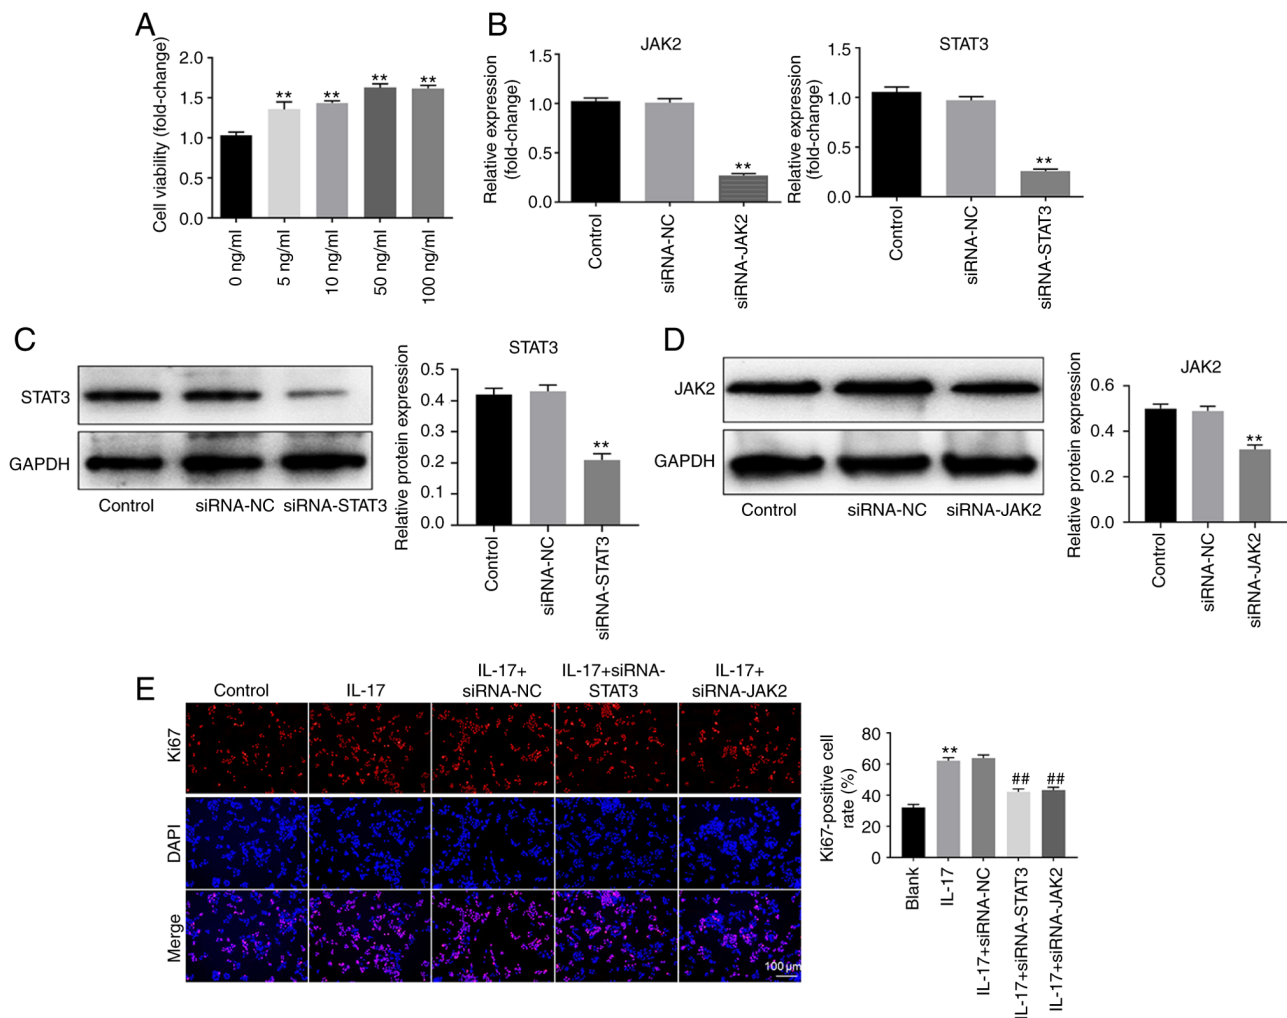 A
Cell viability (fold-change)
2.0
1.5
1.0
0.5
0.0
**
**
**
**
0 ng/ml
5 ng/ml
10 ng/ml
50 ng/ml
100 ng/ml
B
JAK2
Relative expression
(fold-change)
1.5
1.0
0.5
0.0
**
Control
siRNA-NC
siRNA-JAK2
STAT3
Relative expression
(fold-change)
1.5
1.0
0.5
0.0
**
Control
siRNA-NC
siRNA-STAT3
C
STAT3
GAPDH
Control
siRNA-NC
siRNA-STAT3
STAT3
Relative protein expression
0.5
0.4
0.3
0.2
0.1
0.0
**
Control
siRNA-NC
siRNA-STAT3
D
JAK2
GAPDH
Control
siRNA-NC
siRNA-JAK2
JAK2
Relative protein expression
0.6
0.4
0.2
0.0
**
Control
siRNA-NC
siRNA-JAK2
E
Control
IL-17
IL-17+
siRNA-NC
IL-17+siRNA-
STAT3
IL-17+
siRNA-JAK2
Ki67
DAPI
Merge
100 µm
Ki67-positive cell
rate (%)
80
60
40
20
0
**
##
##
Blank
IL-17
IL-17+siRNA-NC
IL-17+siRNA-STAT3
IL-17+siRNA-JAK2